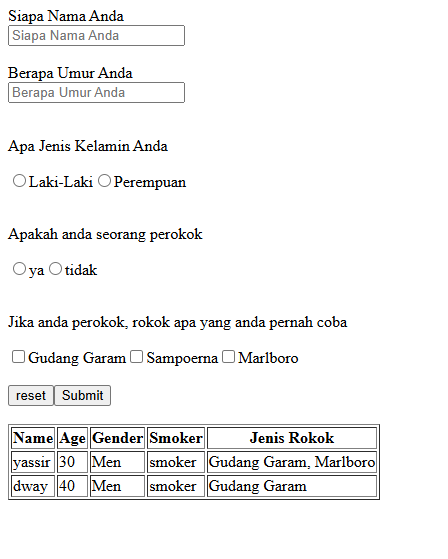 Siapa Nama Anda
Siapa Nama Anda
Berapa Umur Anda
Berapa Umur Anda
Apa Jenis Kelamin Anda
Laki-Laki Perempuan
Apakah anda seorang perokok
ya tidak
Jika anda perokok, rokok apa yang anda pernah coba
Gudang Garam Sampoerna Marlboro
reset Submit
Name Age Gender Smoker Jenis Rokok
yassir 30 Men smoker Gudang Garam, Marlboro
dway 40 Men smoker Gudang Garam